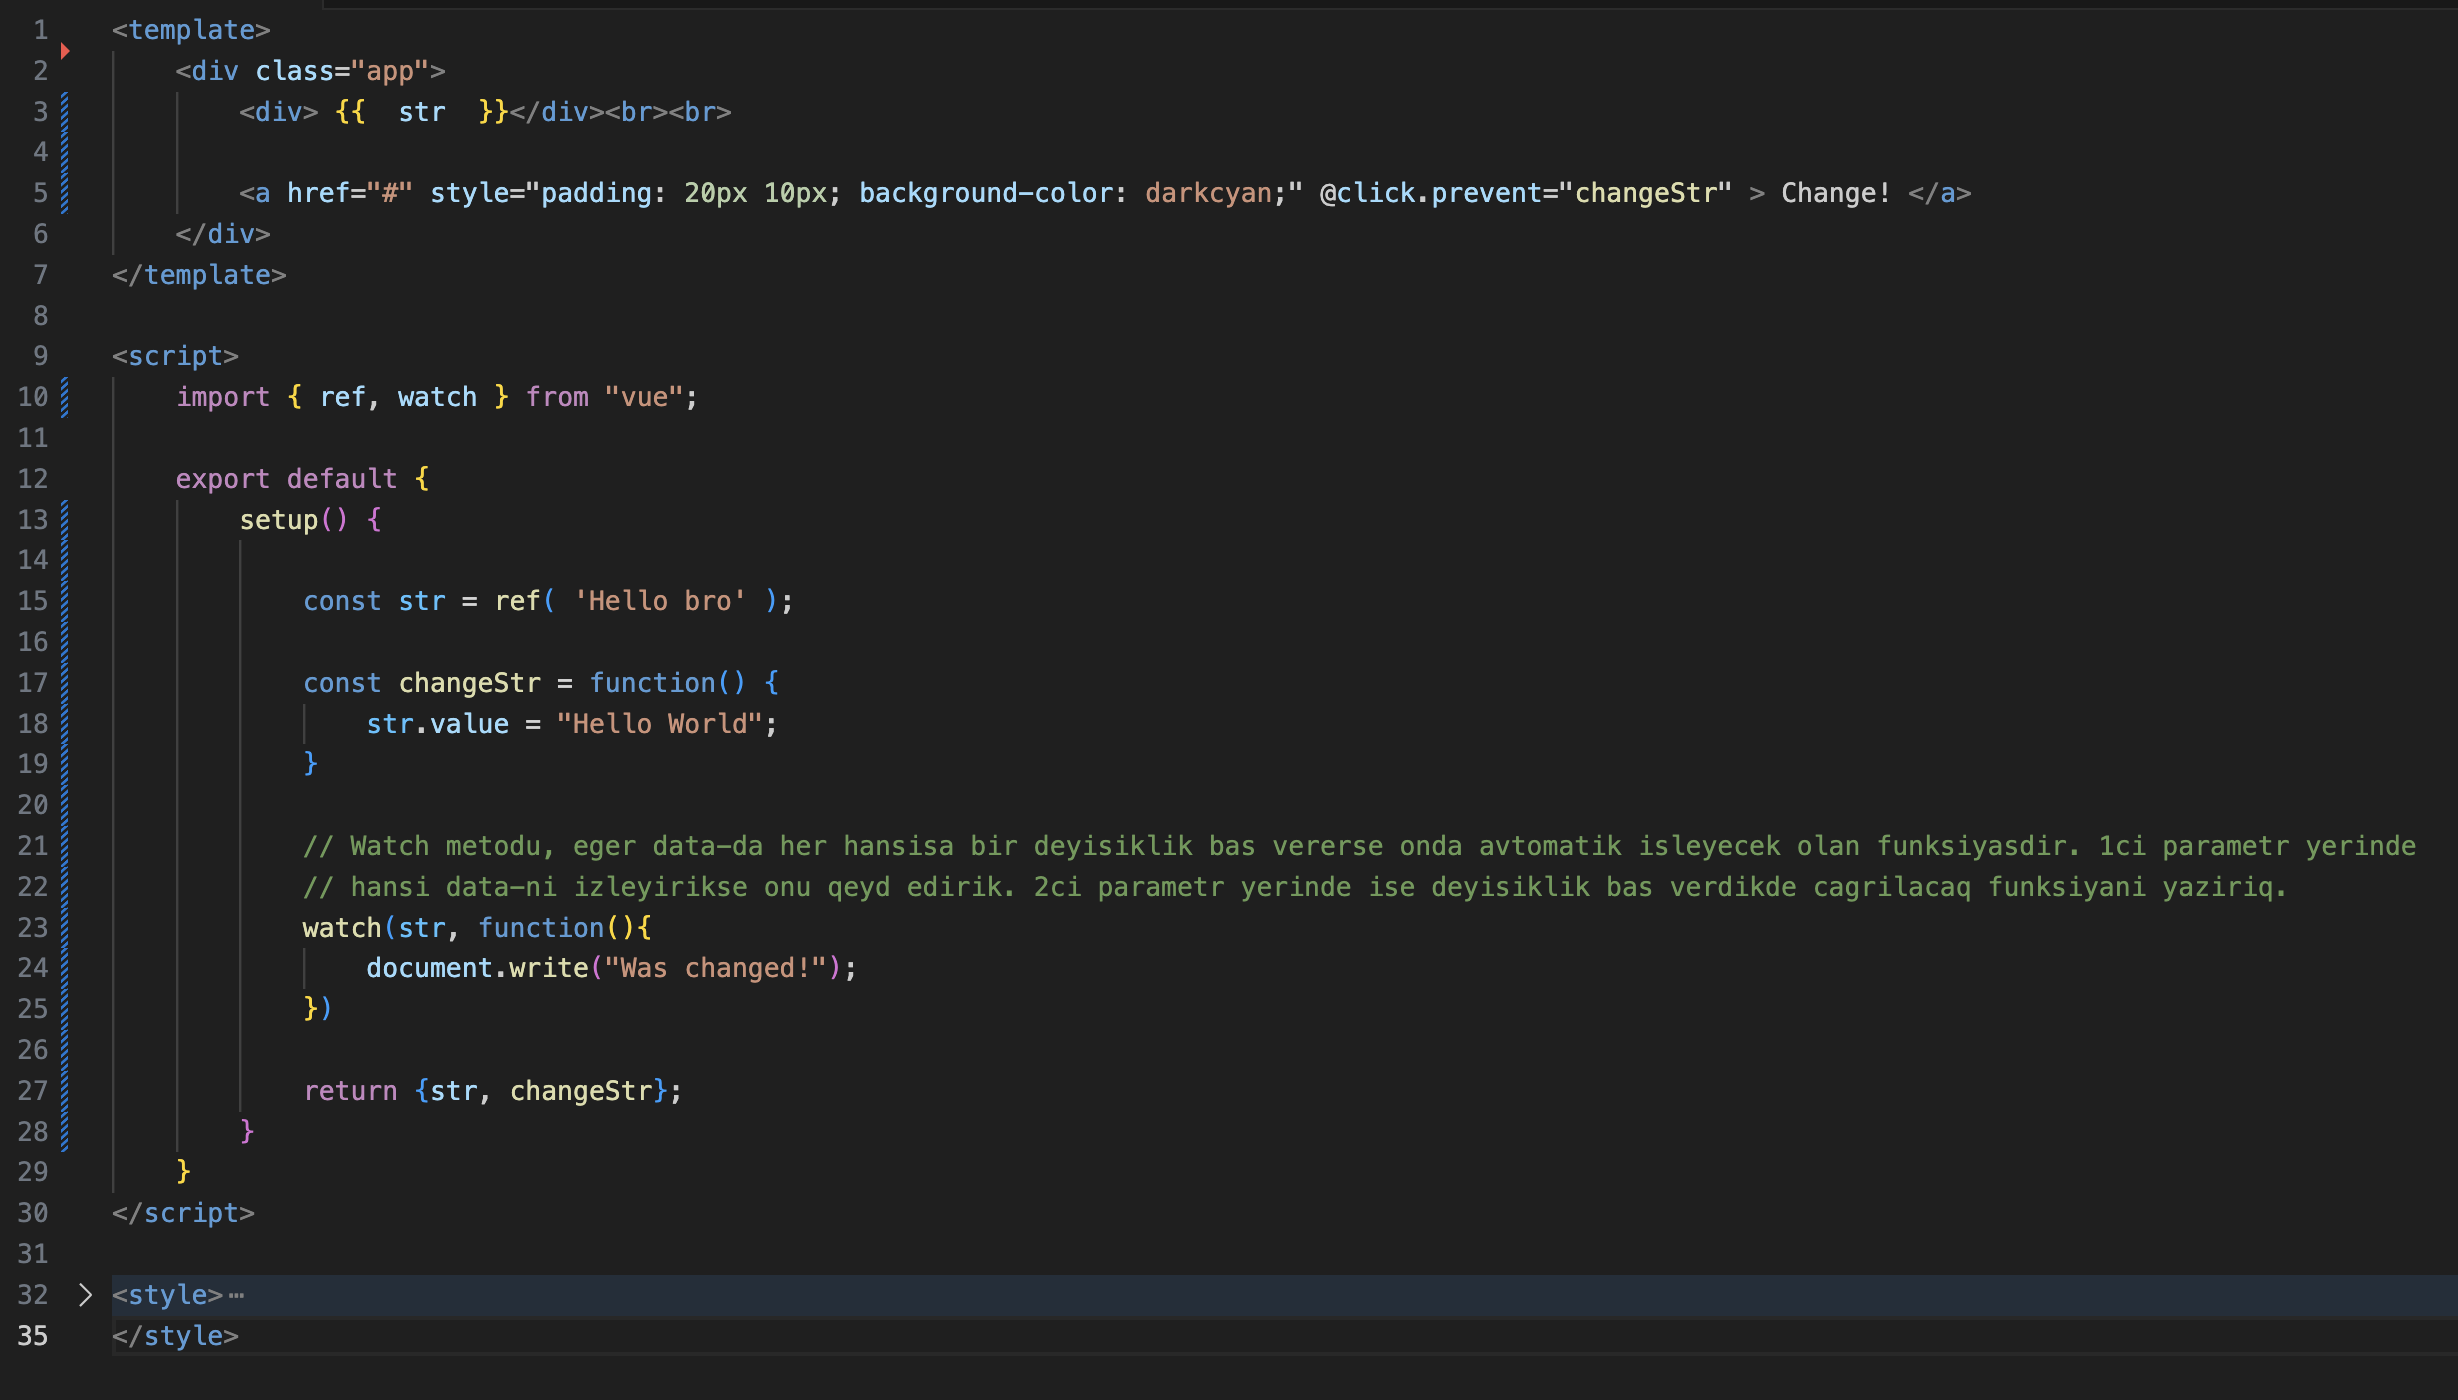 1 <template>
2 <div class="app">
3 <div> {{  str  }}</div><br><br>
4
5 <a href="#" style="padding: 20px 10px; background-color: darkcyan;" @click.prevent="changeStr" > Change! </a>
6 </div>
7 </template>
8
9 <script>
10 import { ref, watch } from "vue";
11
12 export default {
13 setup() {
14
15 const str = ref( 'Hello bro' );
16
17 const changeStr = function() {
18 str.value = "Hello World";
19 }
20
21 // Watch metodu, eger data-da her hansisa bir deyisiklik bas vererse onda avtomatik isleyecek olan funksiyasdir. 1ci parametr yerinde
22 // hansi data-ni izleyirikse onu qeyd edirik. 2ci parametr yerinde ise deyisiklik bas verdikde cagrilacaq funksiyani yaziriq.
23 watch(str, function(){
24 document.write("Was changed!");
25 })
26
27 return {str, changeStr};
28 }
29 }
30 </script>
31
32 <style>…
35 </style>